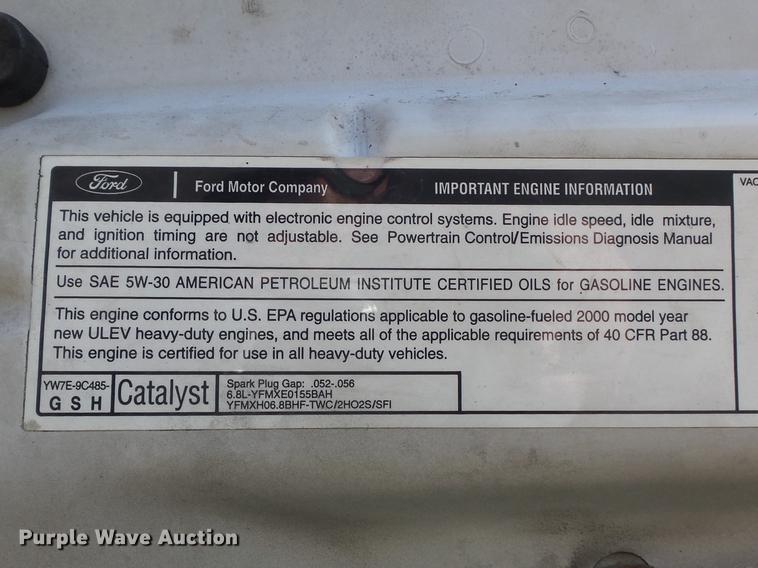 Ford | Ford Motor Company IMPORTANT ENGINE INFORMATION
VAC
This vehicle is equipped with electronic engine control systems. Engine idle speed, idle mixture,
and ignition timing are not adjustable. See Powertrain Control/Emissions Diagnosis Manual
for additional information.
Use SAE 5W-30 AMERICAN PETROLEUM INSTITUTE CERTIFIED OILS for GASOLINE ENGINES.
This engine conforms to U.S. EPA regulations applicable to gasoline-fueled 2000 model year
new ULEV heavy-duty engines, and meets all of the applicable requirements of 40 CFR Part 88.
This engine is certified for use in all heavy-duty vehicles.
YW7E-9C485-
G S H
Catalyst
Spark Plug Gap: .052-.056
6.8L-YFMXE0155BAH
YFMXH06.8BHF-TWC/2HO2S/SFI
Purple Wave Auction